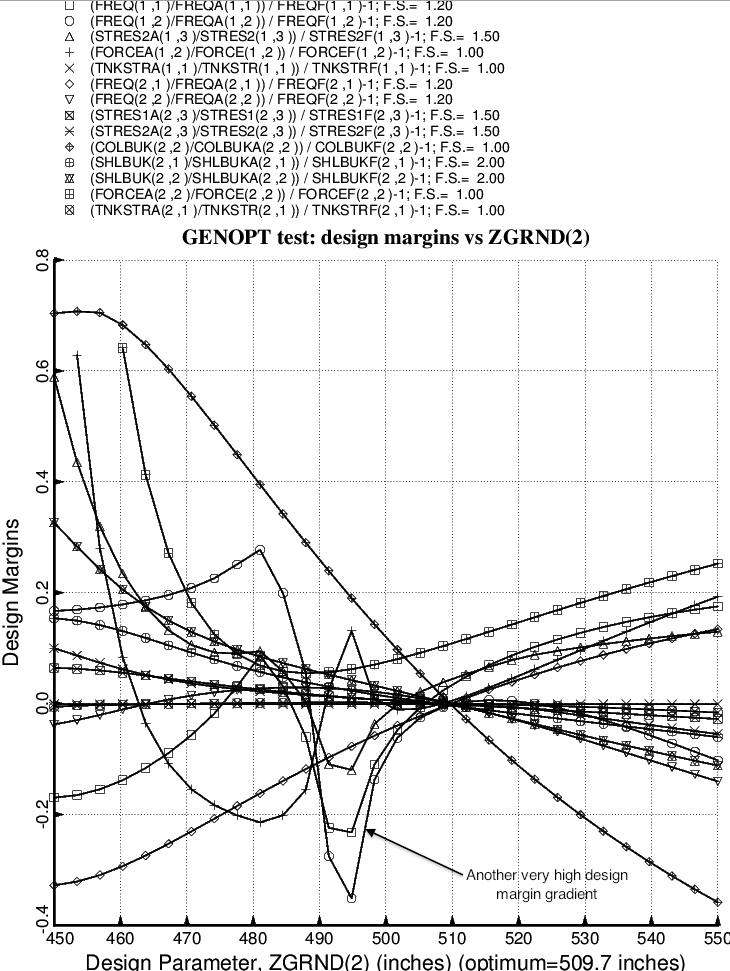 (FREQ(1 ,1 )/FREQA(1 ,1 )) / FREQF(1 ,1 )-1; F.S.= 1.20
(FREQ(1 ,2 )/FREQA(1 ,2 )) / FREQF(1 ,2 )-1; F.S.= 1.20
(STRES2A(1 ,3 )/STRES2(1 ,3 )) / STRES2F(1 ,3 )-1; F.S.= 1.50
(FORCEA(1 ,2 )/FORCE(1 ,2 )) / FORCEF(1 ,2 )-1; F.S.= 1.00
(TNKSTRA(1 ,1 )/TNKSTR(1 ,1 )) / TNKSTRF(1 ,1 )-1; F.S.= 1.00
(FREQ(2 ,1 )/FREQA(2 ,1 )) / FREQF(2 ,1 )-1; F.S.= 1.20
(FREQ(2 ,2 )/FREQA(2 ,2 )) / FREQF(2 ,2 )-1; F.S.= 1.20
(STRES1A(2 ,3 )/STRES1(2 ,3 )) / STRES1F(2 ,3 )-1; F.S.= 1.50
(STRES2A(2 ,3 )/STRES2(2 ,3 )) / STRES2F(2 ,3 )-1; F.S.= 1.50
(COLBUK(2 ,2 )/COLBUKA(2 ,2 )) / COLBUKF(2 ,2 )-1; F.S.= 1.00
(SHLBUK(2 ,1 )/SHLBUKA(2 ,1 )) / SHLBUKF(2 ,1 )-1; F.S.= 2.00
(SHLBUK(2 ,2 )/SHLBUKA(2 ,2 )) / SHLBUKF(2 ,2 )-1; F.S.= 2.00
(FORCEA(2 ,2 )/FORCE(2 ,2 )) / FORCEF(2 ,2 )-1; F.S.= 1.00
(TNKSTRA(2 ,1 )/TNKSTR(2 ,1 )) / TNKSTRF(2 ,1 )-1; F.S.= 1.00
GENOPT test: design margins vs ZGRND(2)
0.8
0.6
0.4
0.2
0.0
-0.2
-0.4
Design Margins
Another very high design
margin gradient
450 460 470 480 490 500 510 520 530 540 550
Design Parameter, ZGRND(2) (inches) (optimum=509.7 inches)